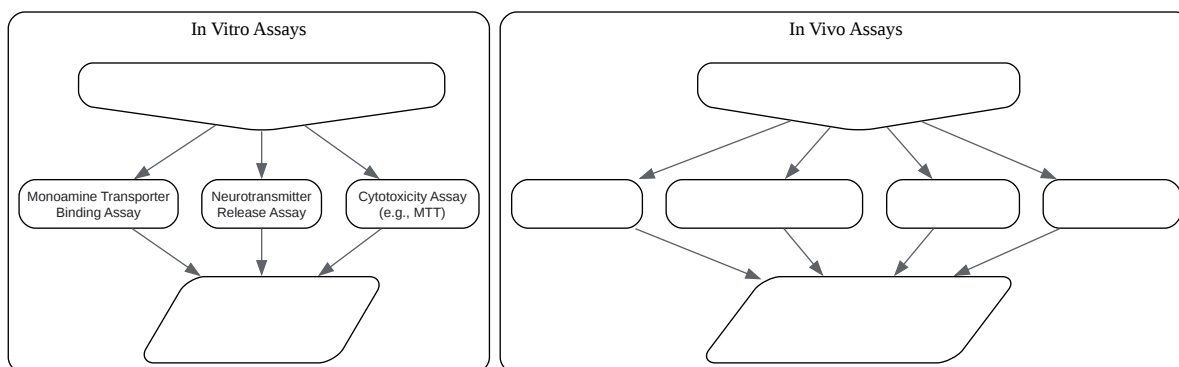 In Vitro Assays
In Vivo Assays
Monoamine Transporter
Binding Assay
Neurotransmitter
Release Assay
Cytotoxicity Assay
(e.g., MTT)